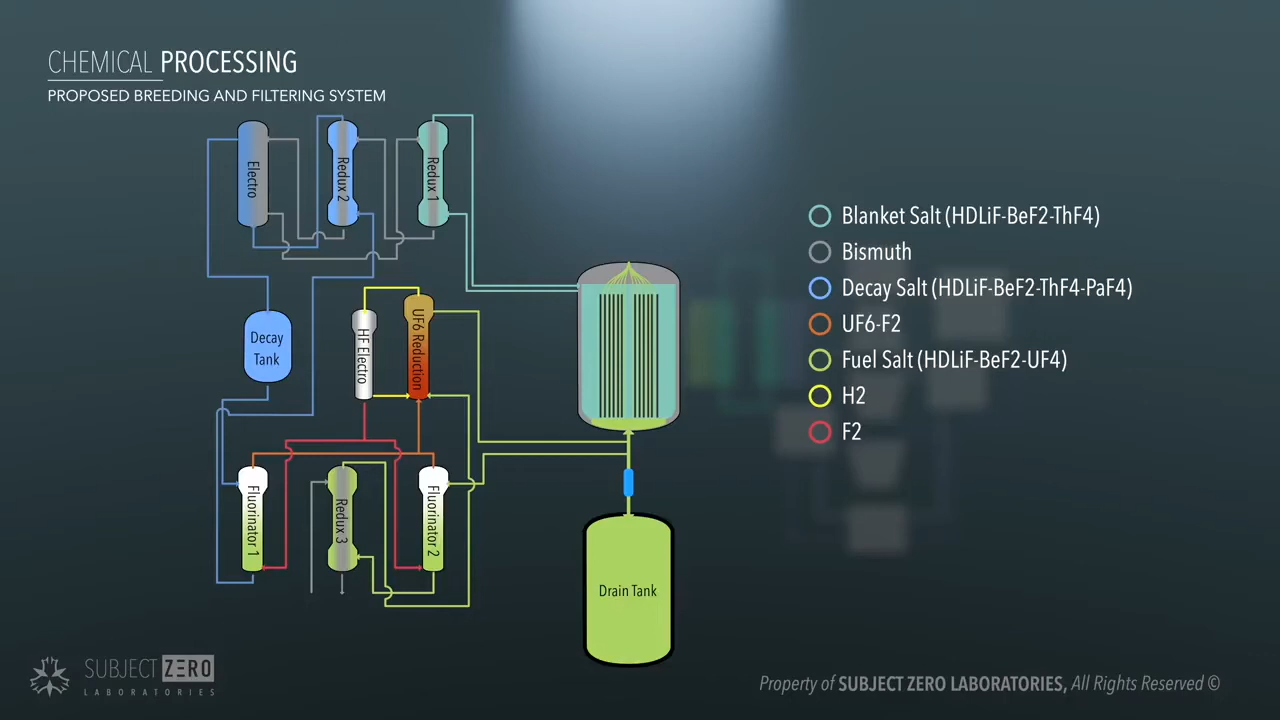 CHEMICAL PROCESSING
PROPOSED BREEDING AND FILTERING SYSTEM
Electro
Redux 2
Redux 1
Decay
Tank
HF Electro
UF6 Reduction
Fluorinator 1
Redux 3
Fluorinator 2
Drain Tank
Blanket Salt (HDLiF-BeF2-ThF4)
Bismuth
Decay Salt (HDLiF-BeF2-ThF4-PaF4)
UF6-F2
Fuel Salt (HDLiF-BeF2-UF4)
H2
F2
SUBJECT ZERO
LABORATORIES
Property of SUBJECT ZERO LABORATORIES, All Rights Reserved ©